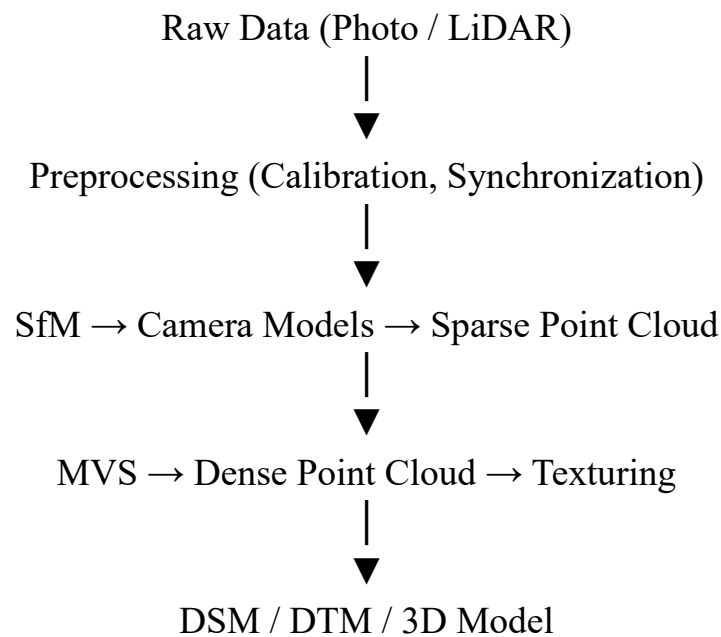 Raw Data (Photo / LiDAR)
Preprocessing (Calibration, Synchronization)
SfM → Camera Models → Sparse Point Cloud
MVS → Dense Point Cloud → Texturing
DSM / DTM / 3D Model